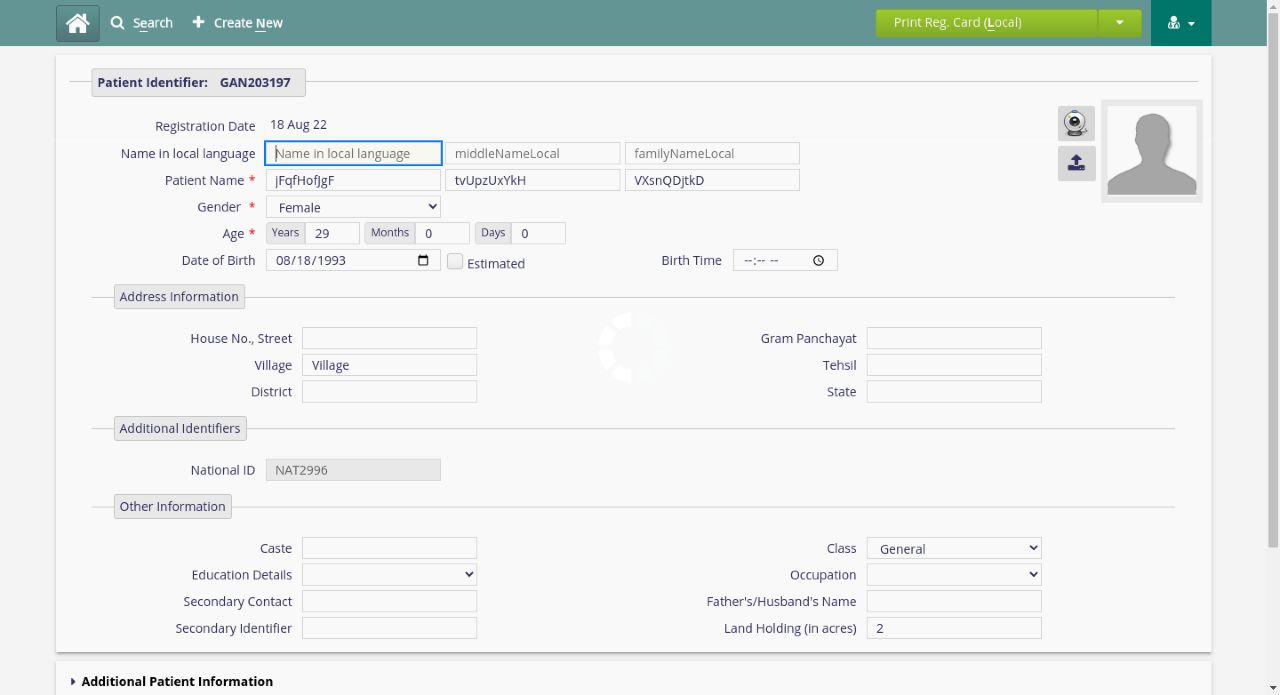 Search Create New Print Reg. Card (Local)
Patient Identifier: GAN203197
Registration Date 18 Aug 22
Name in local language Name in local language middleNameLocal familyNameLocal
Patient Name * jFqfHofJgF tvUpzUxYkH VXsnQDjtkD
Gender * Female
Age * Years 29 Months 0 Days 0
Date of Birth 08/18/1993 Estimated Birth Time --:-- --
Address Information
House No., Street Gram Panchayat
Village Village Tehsil
District State
Additional Identifiers
National ID NAT2996
Other Information
Caste Class General
Education Details Occupation
Secondary Contact Father's/Husband's Name
Secondary Identifier Land Holding (in acres) 2
Additional Patient Information